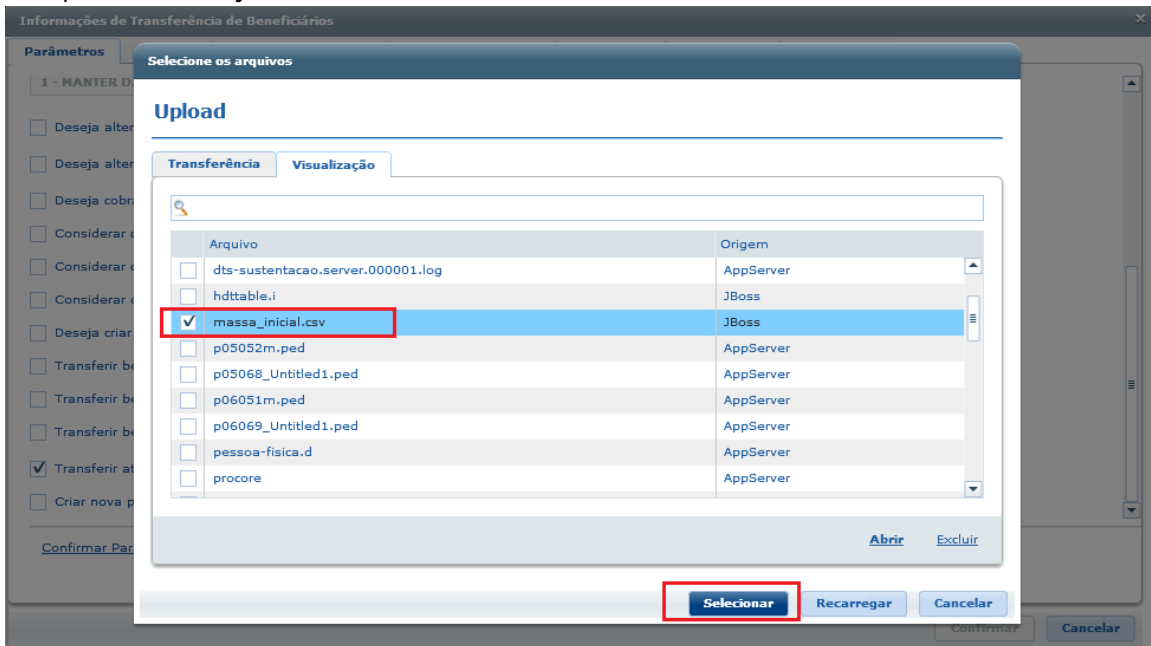 Informações de Transferência de Beneficiários
Parâmetros
Selecione os arquivos
1 - MANTER D
Upload
Deseja alter
Deseja alter
Transferência Visualização
Deseja cobr
Considerar
Arquivo Origem
Considerar
dts-sustentacao.server.000001.log AppServer
Considerar
hdttable.i JBoss
massa_inicial.csv JBoss
Deseja criar
p05052m.ped AppServer
Transferir be
p05068_Untitled1.ped AppServer
Transferir be
p06051m.ped AppServer
p06069_Untitled1.ped AppServer
Transferir be
pessoa-fisica.d AppServer
Transferir at
procore AppServer
Criar nova p
Abrir Excluir
Confirmar Par
Selecionar Recarregar Cancelar
Confirmar Cancelar